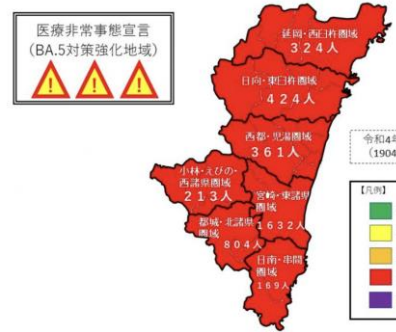 医療非常事態宣言
(BA.5対策強化地域)
延岡・西臼杵圏域
324人
日向・東臼杵圏域
424人
西都・児湯圏域
361人
令和4年
(1904
小林・えびの・
西諸県圏域
213人
宮崎・東諸県
圏域
1632人
都城・北諸県
圏域
804人
日南・串間
圏域
169人
【凡例】